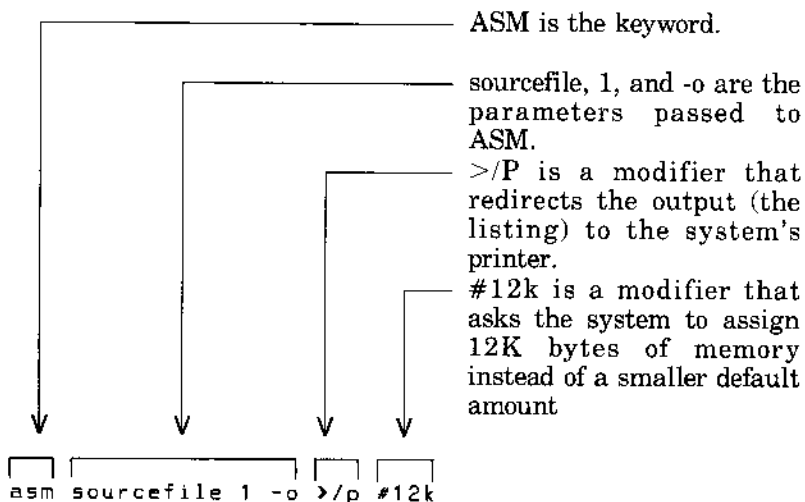 ASM is the keyword.
sourcefile, 1, and -o are the
parameters passed to
ASM.
>/P is a modifier that
redirects the output (the
listing) to the system's
printer.
#12k is a modifier that
asks the system to assign
12K bytes of memory
instead of a smaller default
amount
asm sourcefile 1 -o >/p #12k